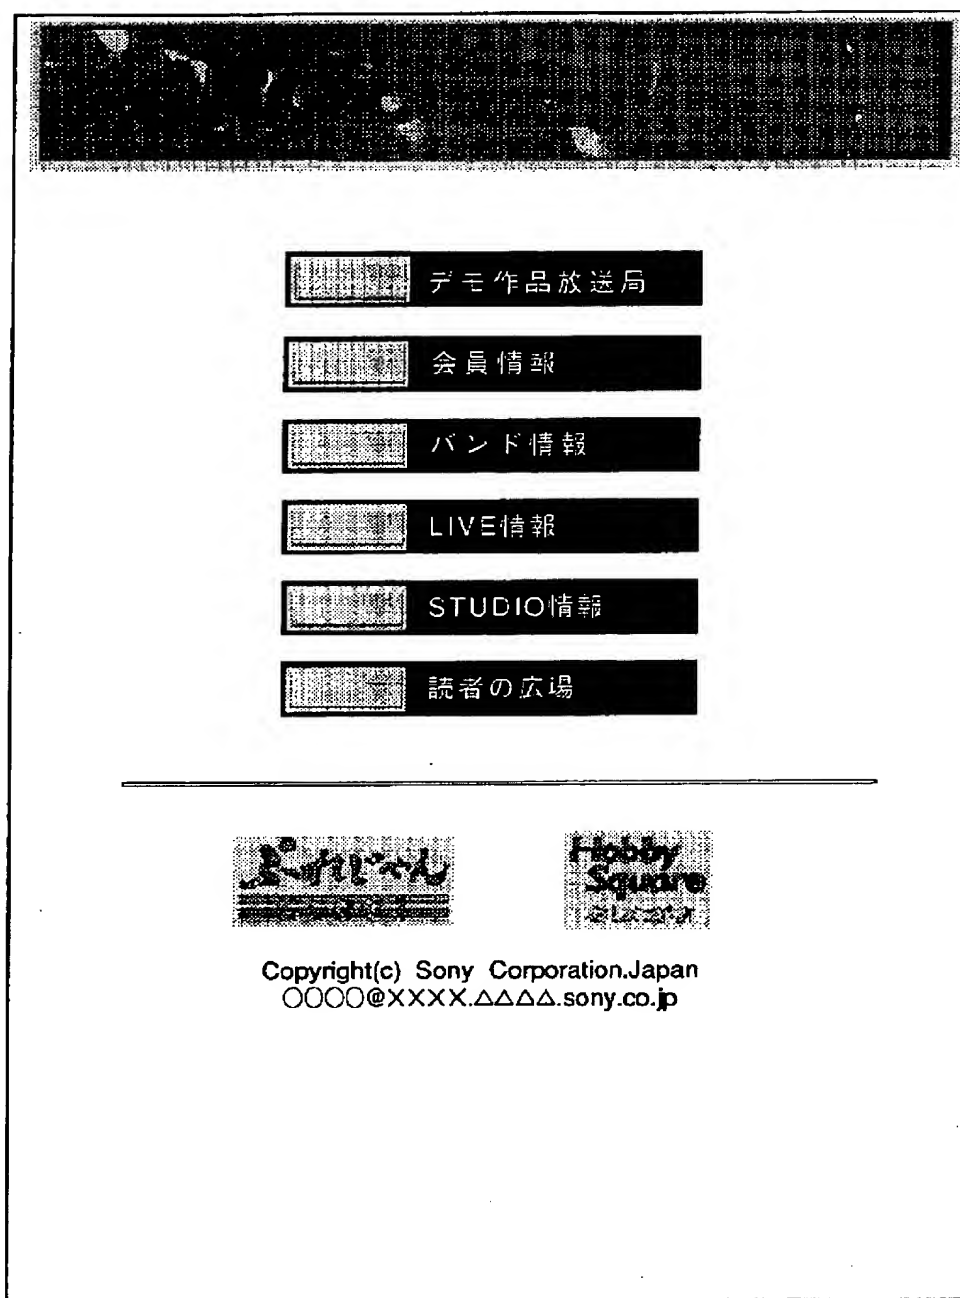 デモ作品放送局
会員情報
バンド情報
LIVE情報
STUDIO情報
読者の広場
Hobby
Square
Copyright(c) Sony Corporation.Japan
○○○○@××××.△△△△.sony.co.jp